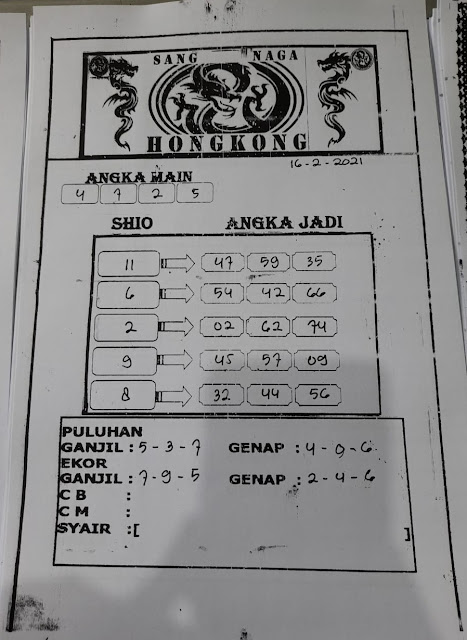 SANG NAGA
HONGKONG
16-2-2021
ANGKA MAIN
4 7 2 5
SHIO ANGKA JADI
11 47 59 35
6 54 42 66
2 02 62 74
9 45 57 09
8 32 44 56
PULUHAN
GANJIL : 5-3-7 GENAP : 4-0-6
EKOR
GANJIL : 7-9-5 GENAP : 2-4-6
C B :
C M :
SYAIR :[ ]